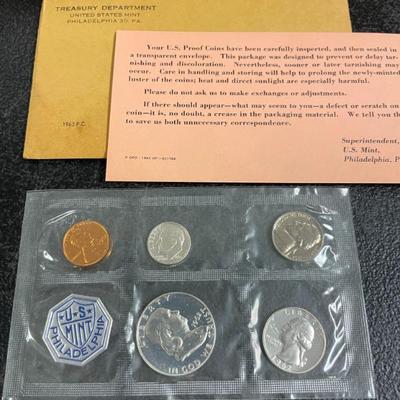 TREASURY DEPARTMENT
UNITED STATES MINT
PHILADELPHIA 30, PA.
1963 P.C.
Your U.S. Proof Coins have been carefully inspected, and then sealed in
a transparent envelope. This package was designed to prevent or delay tar-
nishing and discoloration. Nevertheless, sooner or later tarnishing may
occur. Care in handling and storing will help to prolong the newly-minted
luster of the coins; heat and direct sunlight are especially harmful.
Please do not ask us to make exchanges or adjustments.
If there should appear—what may seem to you—a defect or scratch on
coin—it is, no doubt, a crease in the packaging material. We tell you th
to save us both unnecessary correspondence.
Superintendent,
U.S. Mint,
Philadelphia, P
U·S
MINT
PHILADELPHIA
LIBERTY
IN GOD WE TRUST
LIBERTY